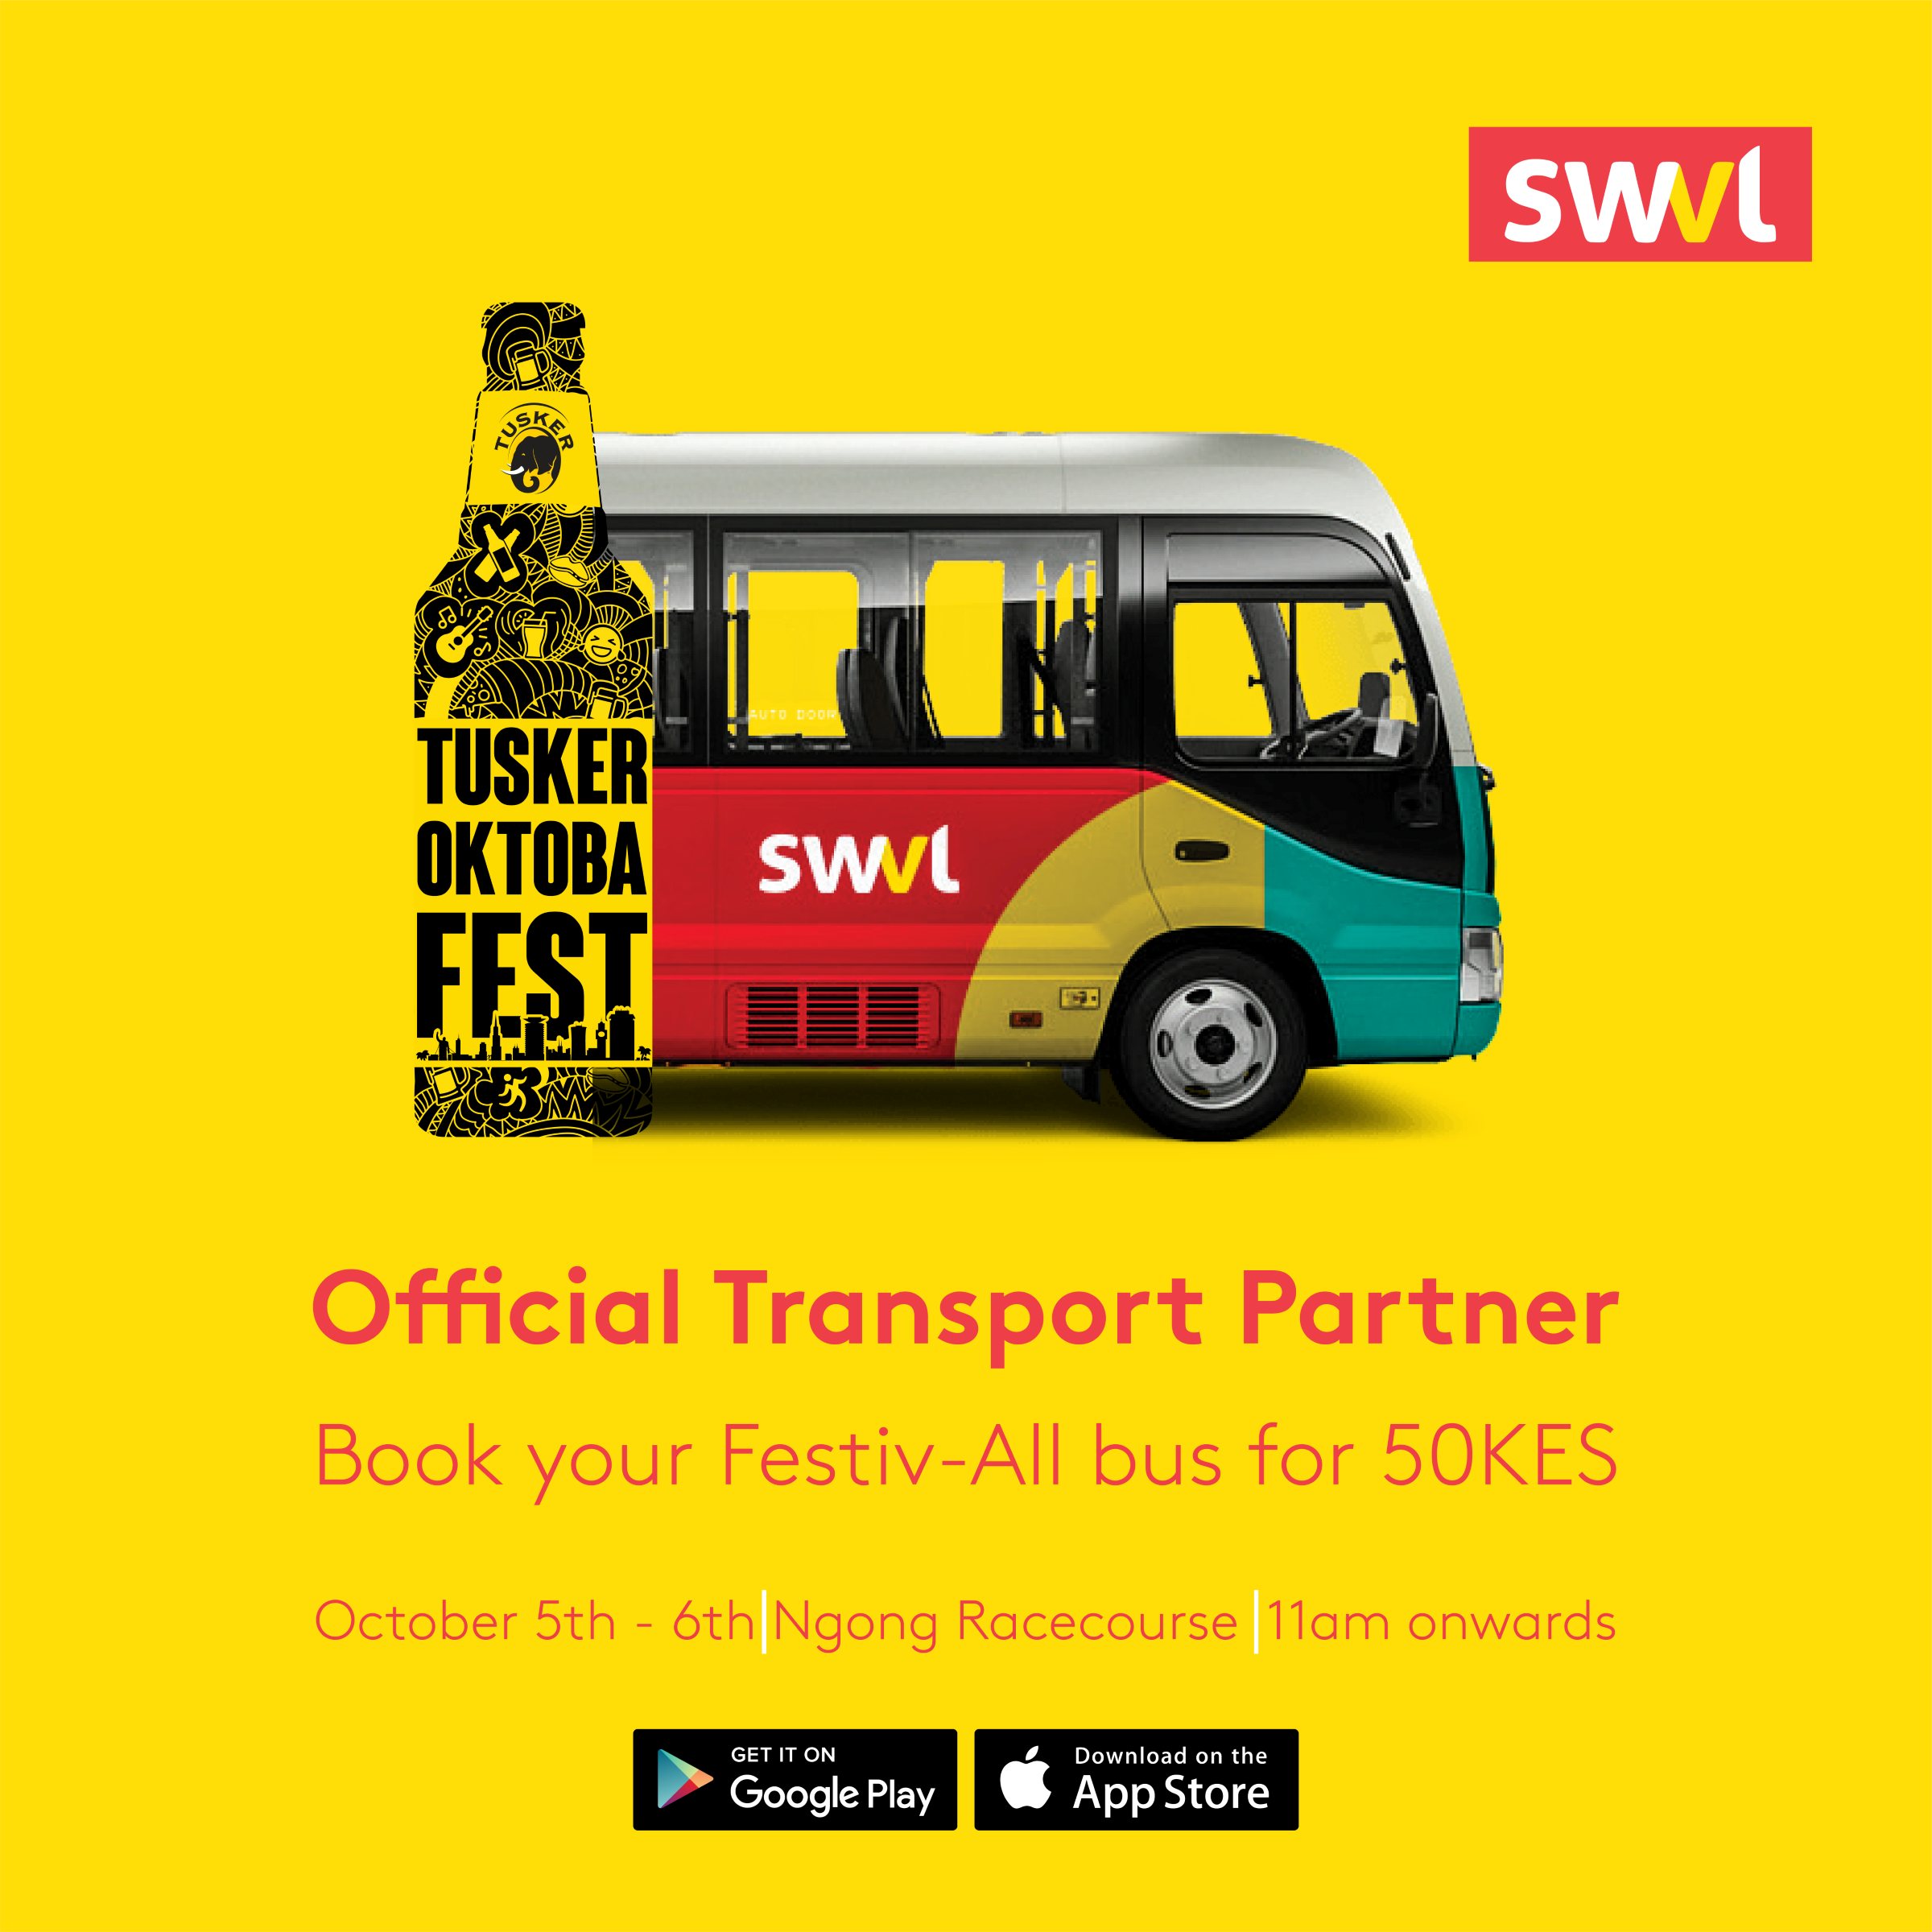 swvl
TUSKER
TUSKER
OKTOBA
FEST
AUTO DOOR
swvl
Official Transport Partner
Book your Festiv-All bus for 50KES
October 5th - 6th|Ngong Racecourse|11am onwards
GET IT ON
Google Play
Download on the
App Store